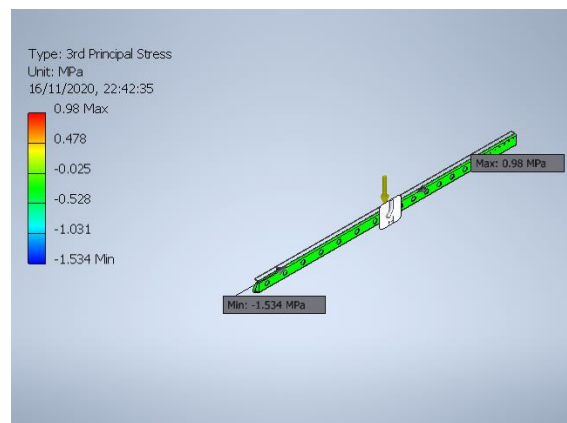 Type: 3rd Principal Stress
Unit: MPa
16/11/2020, 22:42:35
0.98 Max
0.478
-0.025
-0.528
-1.031
-1.534 Min
Max: 0.98 MPa
Min: -1.534 MPa